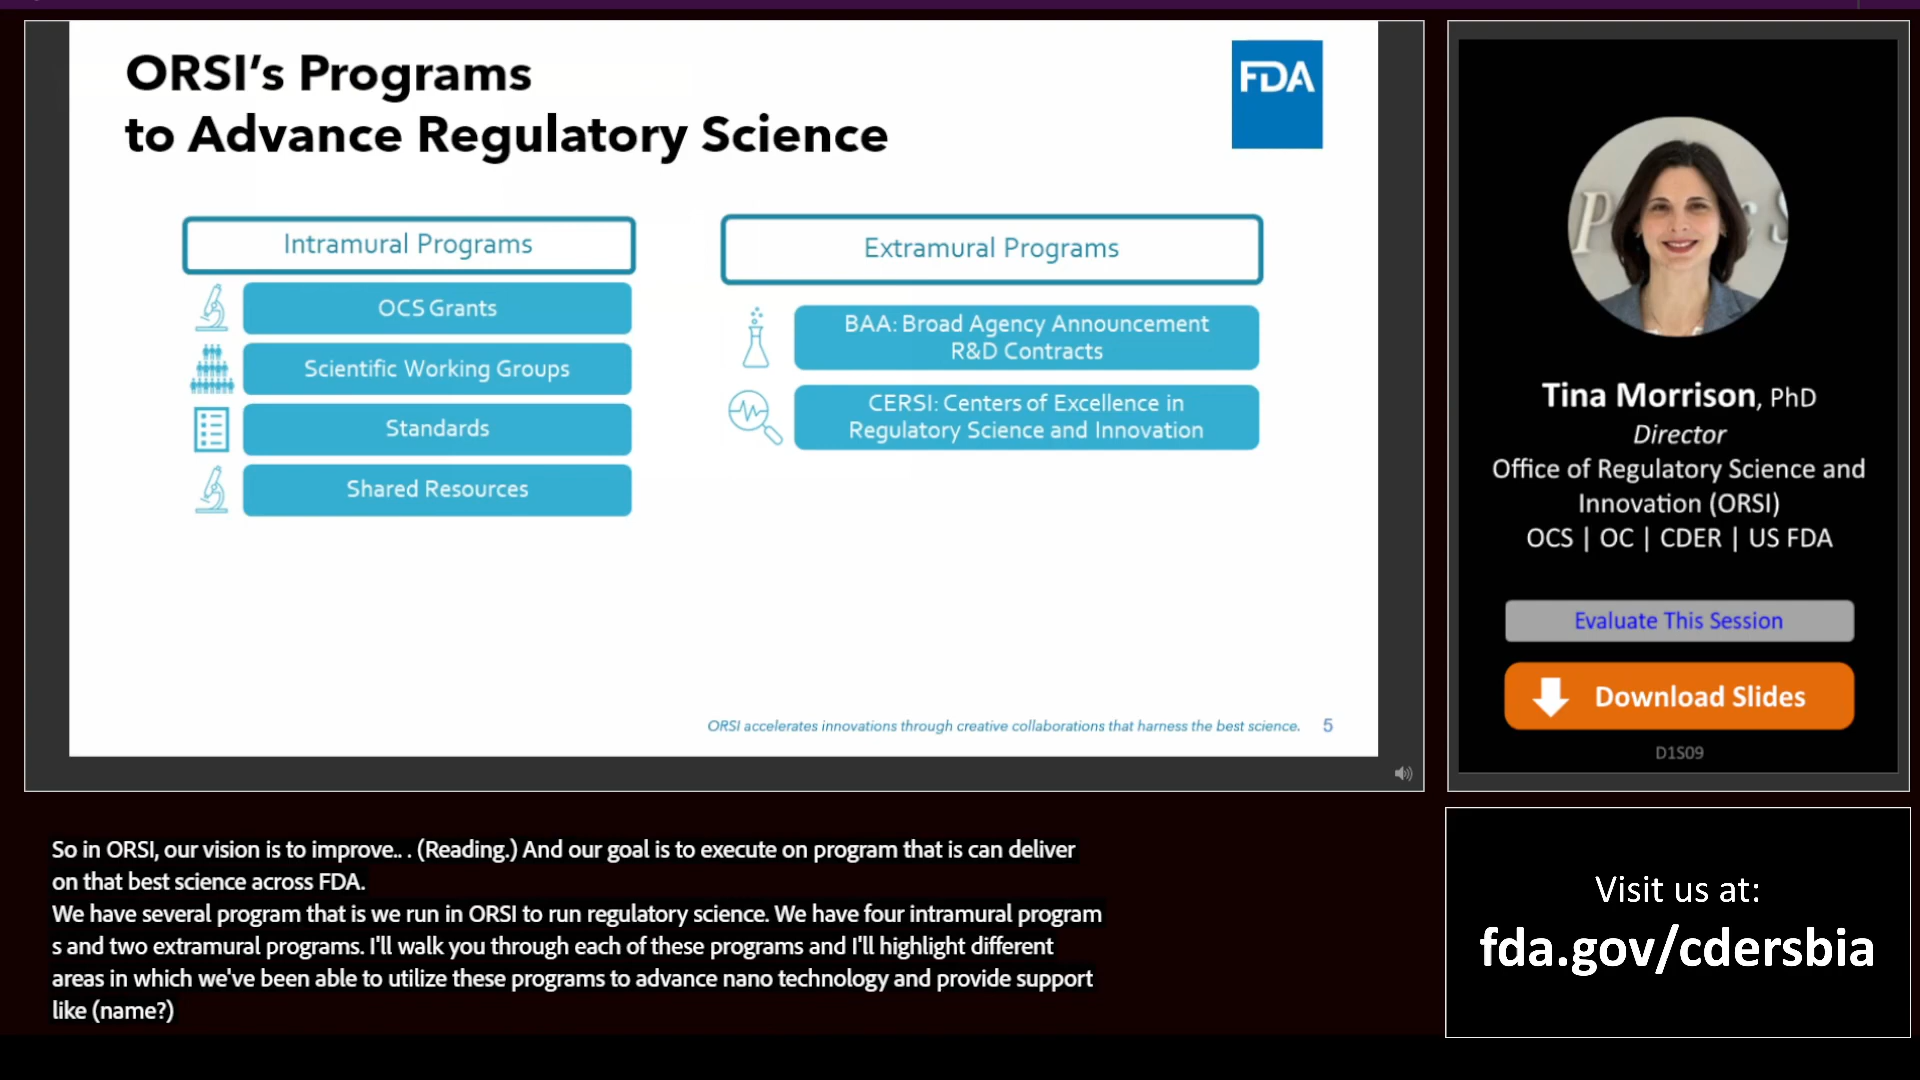 ORSI’s Programs
to Advance Regulatory Science
FDA
Intramural Programs
OCS Grants
Scientific Working Groups
Standards
Shared Resources
Extramural Programs
BAA: Broad Agency Announcement
R&D Contracts
CERSI: Centers of Excellence in
Regulatory Science and Innovation
ORSI accelerates innovations through creative collaborations that harness the best science. 5
Tina Morrison, PhD
Director
Office of Regulatory Science and
Innovation (ORSI)
OCS | OC | CDER | US FDA
Evaluate This Session
Download Slides
D1S09
So in ORSI, our vision is to improve.. . (Reading.) And our goal is to execute on program that is can deliver
on that best science across FDA.
We have several program that is we run in ORSI to run regulatory science. We have four intramural program
s and two extramural programs. I'll walk you through each of these programs and I'll highlight different
areas in which we've been able to utilize these programs to advance nano technology and provide support
like (name?)
Visit us at:
fda.gov/cdersbia